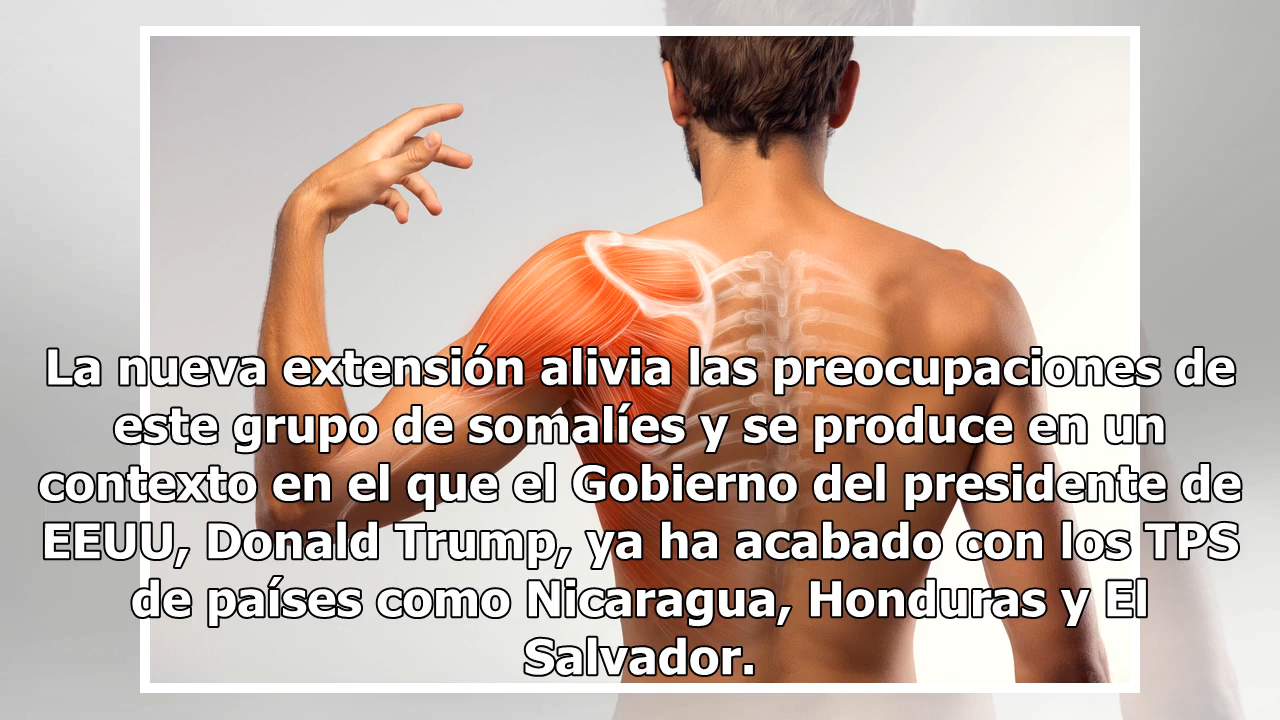 La nueva extensión alivia las preocupaciones de
este grupo de somalíes y se produce en un
contexto en el que el Gobierno del presidente de
EEUU, Donald Trump, ya ha acabado con los TPS
de países como Nicaragua, Honduras y El
Salvador.